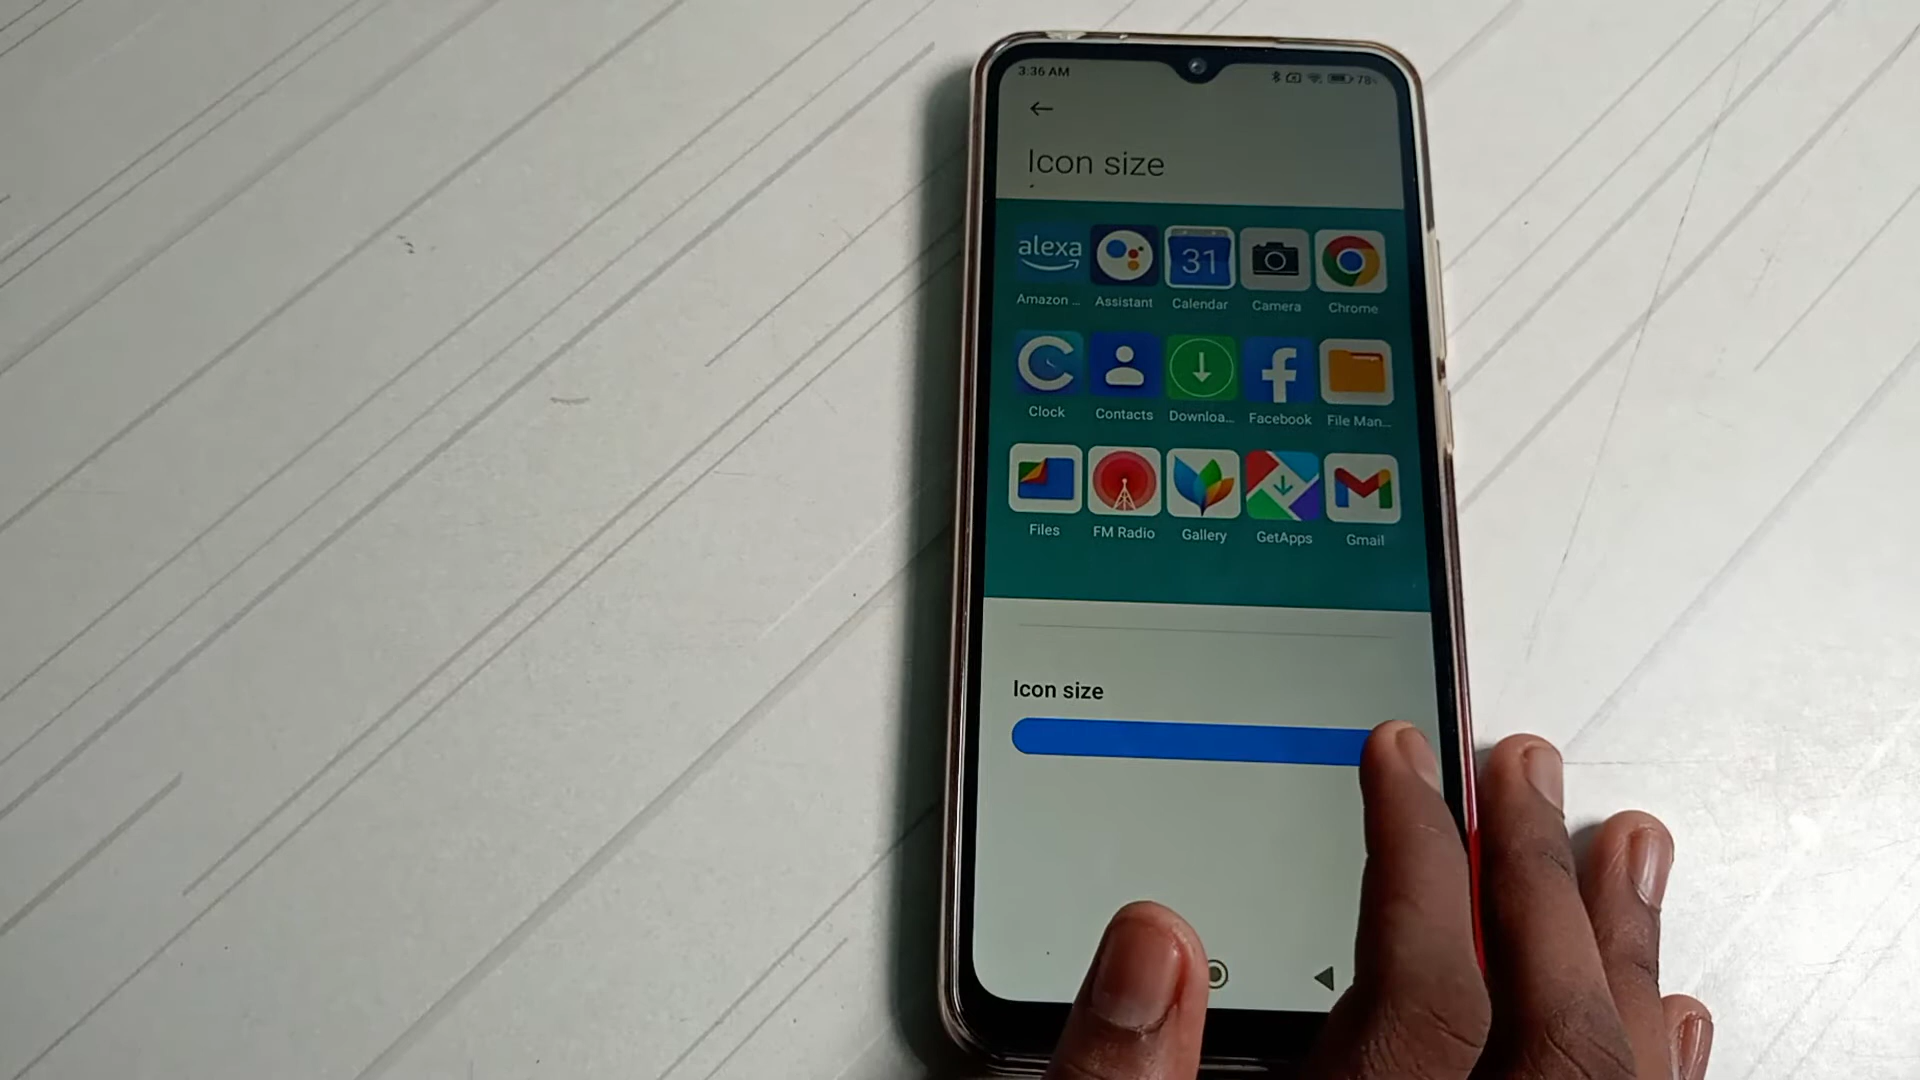 3:36 AM 78
Icon size
alexa 31
Amazon ... Assistant Calendar Camera Chrome
Clock Contacts Downloa... Facebook File Man...
Files FM Radio Gallery GetApps Gmail
Icon size